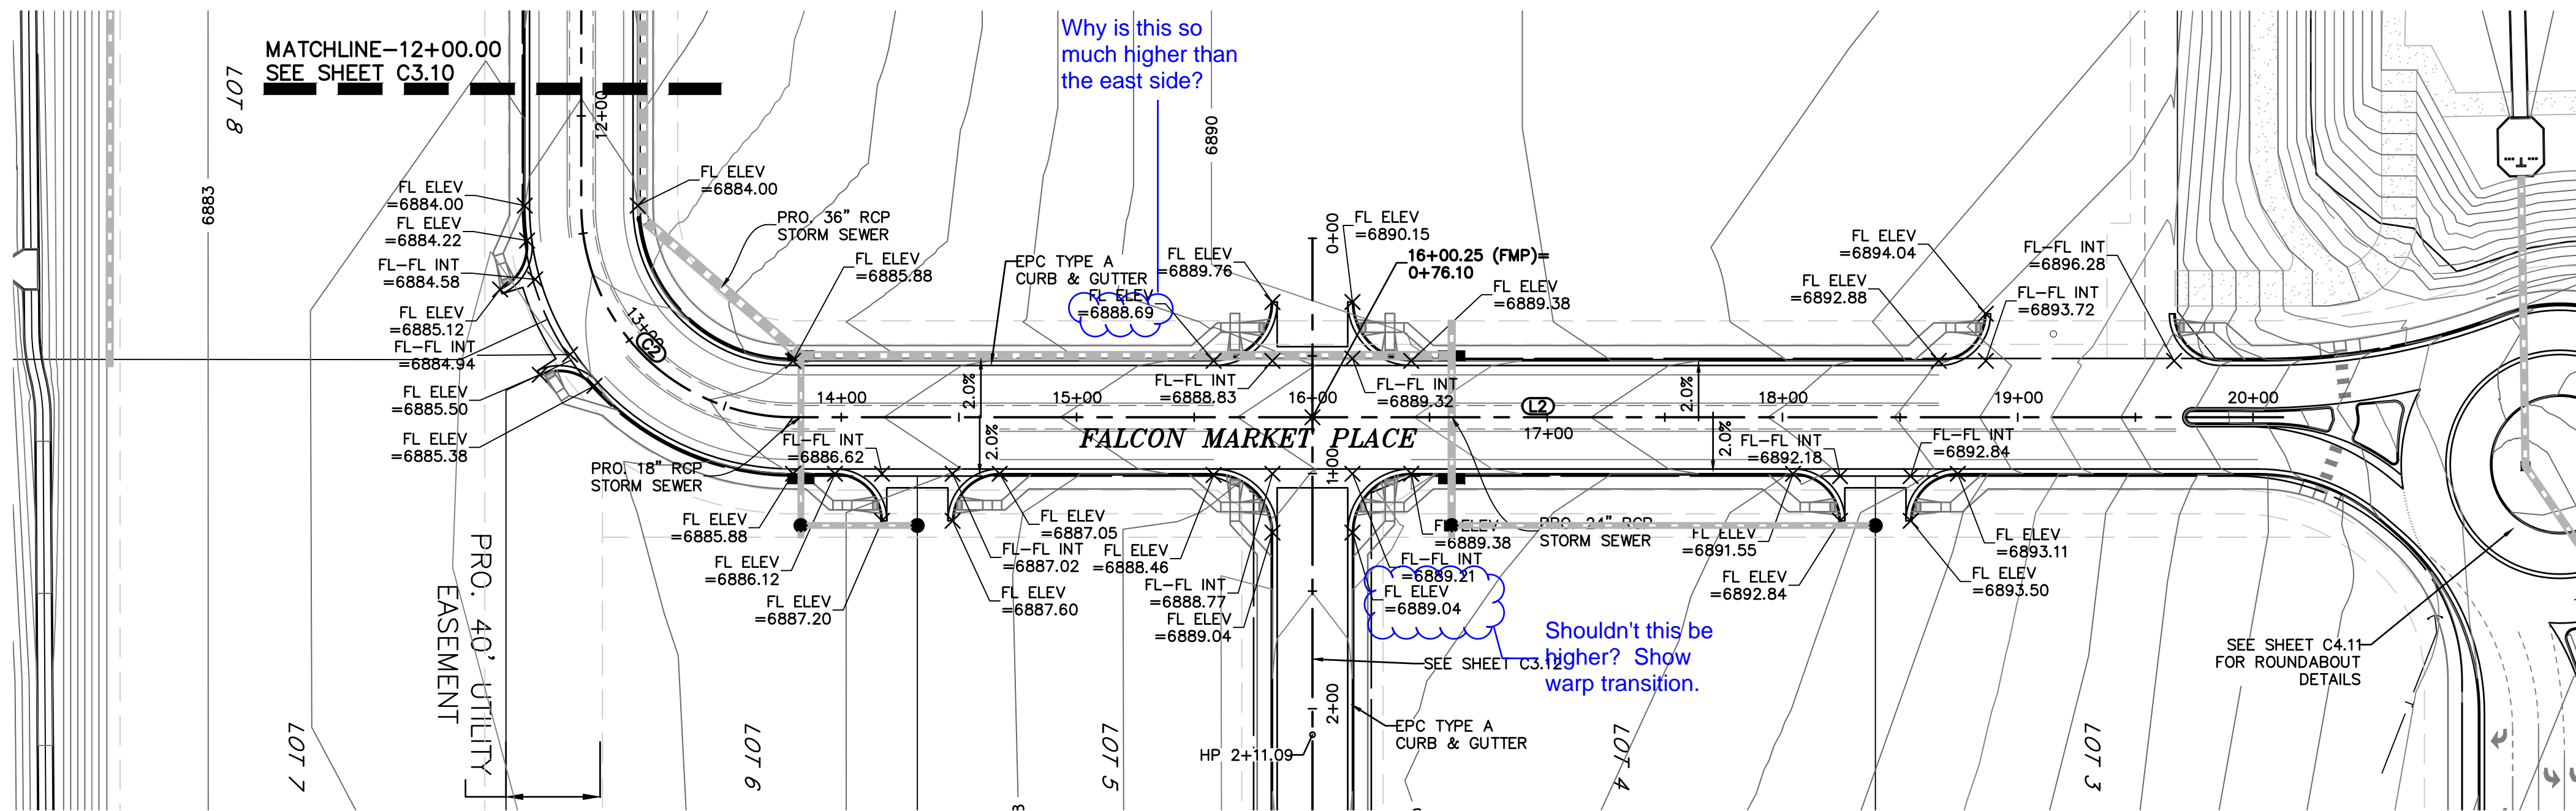 MATCHLINE-12+00.00
SEE SHEET C3.10
LOT 8
6883
12+00
Why is this so
much higher than
the east side?
6890
FL ELEV
=6884.00
FL ELEV
=6884.22
FL-FL INT
=6884.58
FL ELEV
=6885.12
FL-FL INT
=6884.94
FL ELEV
=6885.50
FL ELEV
=6885.38
FL ELEV
=6884.00
PRO. 36" RCP
STORM SEWER
FL ELEV
=6885.88
EPC TYPE A
CURB & GUTTER
FL ELEV
=6888.69
FL ELEV
=6889.76
0+00
FL ELEV
=6890.15
16+00.25 (FMP)=
0+76.10
FL ELEV
=6889.38
FL ELEV
=6894.04
FL ELEV
=6892.88
FL-FL INT
=6896.28
FL-FL INT
=6893.72
13+00
C2
14+00
2.0%
15+00
FL-FL INT
=6888.83
16+00
FL-FL INT
=6889.32
L2
17+00
2.0%
18+00
19+00
20+00
2.0%
2.0%
FALCON MARKET PLACE
PRO. 18" RCP
STORM SEWER
FL-FL INT
=6886.62
1+00
FL-FL INT
=6892.18
FL-FL INT
=6892.84
FL ELEV
=6885.88
FL ELEV
=6886.12
FL ELEV
=6887.20
FL ELEV
=6887.05
FL-FL INT
=6887.02
FL ELEV
=6887.60
FL ELEV
=6888.46
FL-FL INT
=6888.77
FL ELEV
=6889.04
FL ELEV
=6889.38
FL-FL INT
=6889.21
FL ELEV
=6889.04
PRO. 24" RCP
STORM SEWER
FL ELEV
=6891.55
FL ELEV
=6892.84
FL ELEV
=6893.11
FL ELEV
=6893.50
Shouldn't this be
higher? Show
warp transition.
SEE SHEET C3.12
2+00
EPC TYPE A
CURB & GUTTER
HP 2+11.09
SEE SHEET C4.11
FOR ROUNDABOUT
DETAILS
PRO. 40' UTILITY
EASEMENT
LOT 7
LOT 6
LOT 5
LOT 4
LOT 3